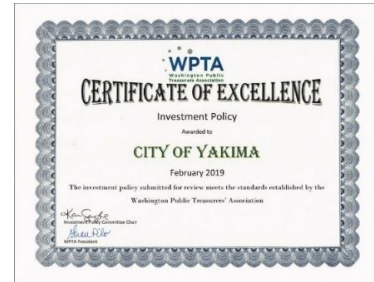 WPTA
Washington Public
Treasurers Association
CERTIFICATE OF EXCELLENCE
Investment Policy
Awarded to
CITY OF YAKIMA
February 2019
The investment policy submitted for review meets the standards established by the
Washington Public Treasurers' Association
Investment Policy Committee Chair
WPTA President